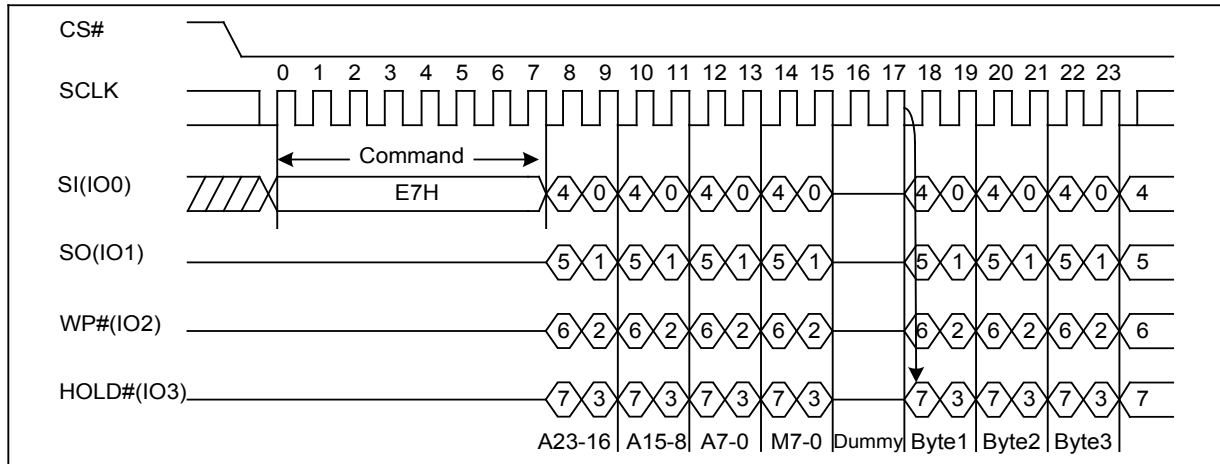 CS#
0 1 2 3 4 5 6 7 8 9 10 11 12 13 14 15 16 17 18 19 20 21 22 23
SCLK
Command
SI(IO0) E7H 4 0 4 0 4 0 4 0 4 0 4 0 4 0 4
SO(IO1) 5 1 5 1 5 1 5 1 5 1 5 1 5 1 5
WP#(IO2) 6 2 6 2 6 2 6 2 6 2 6 2 6 2 6
HOLD#(IO3) 7 3 7 3 7 3 7 3 7 3 7 3 7 3 7
A23-16 A15-8 A7-0 M7-0 Dummy Byte1 Byte2 Byte3